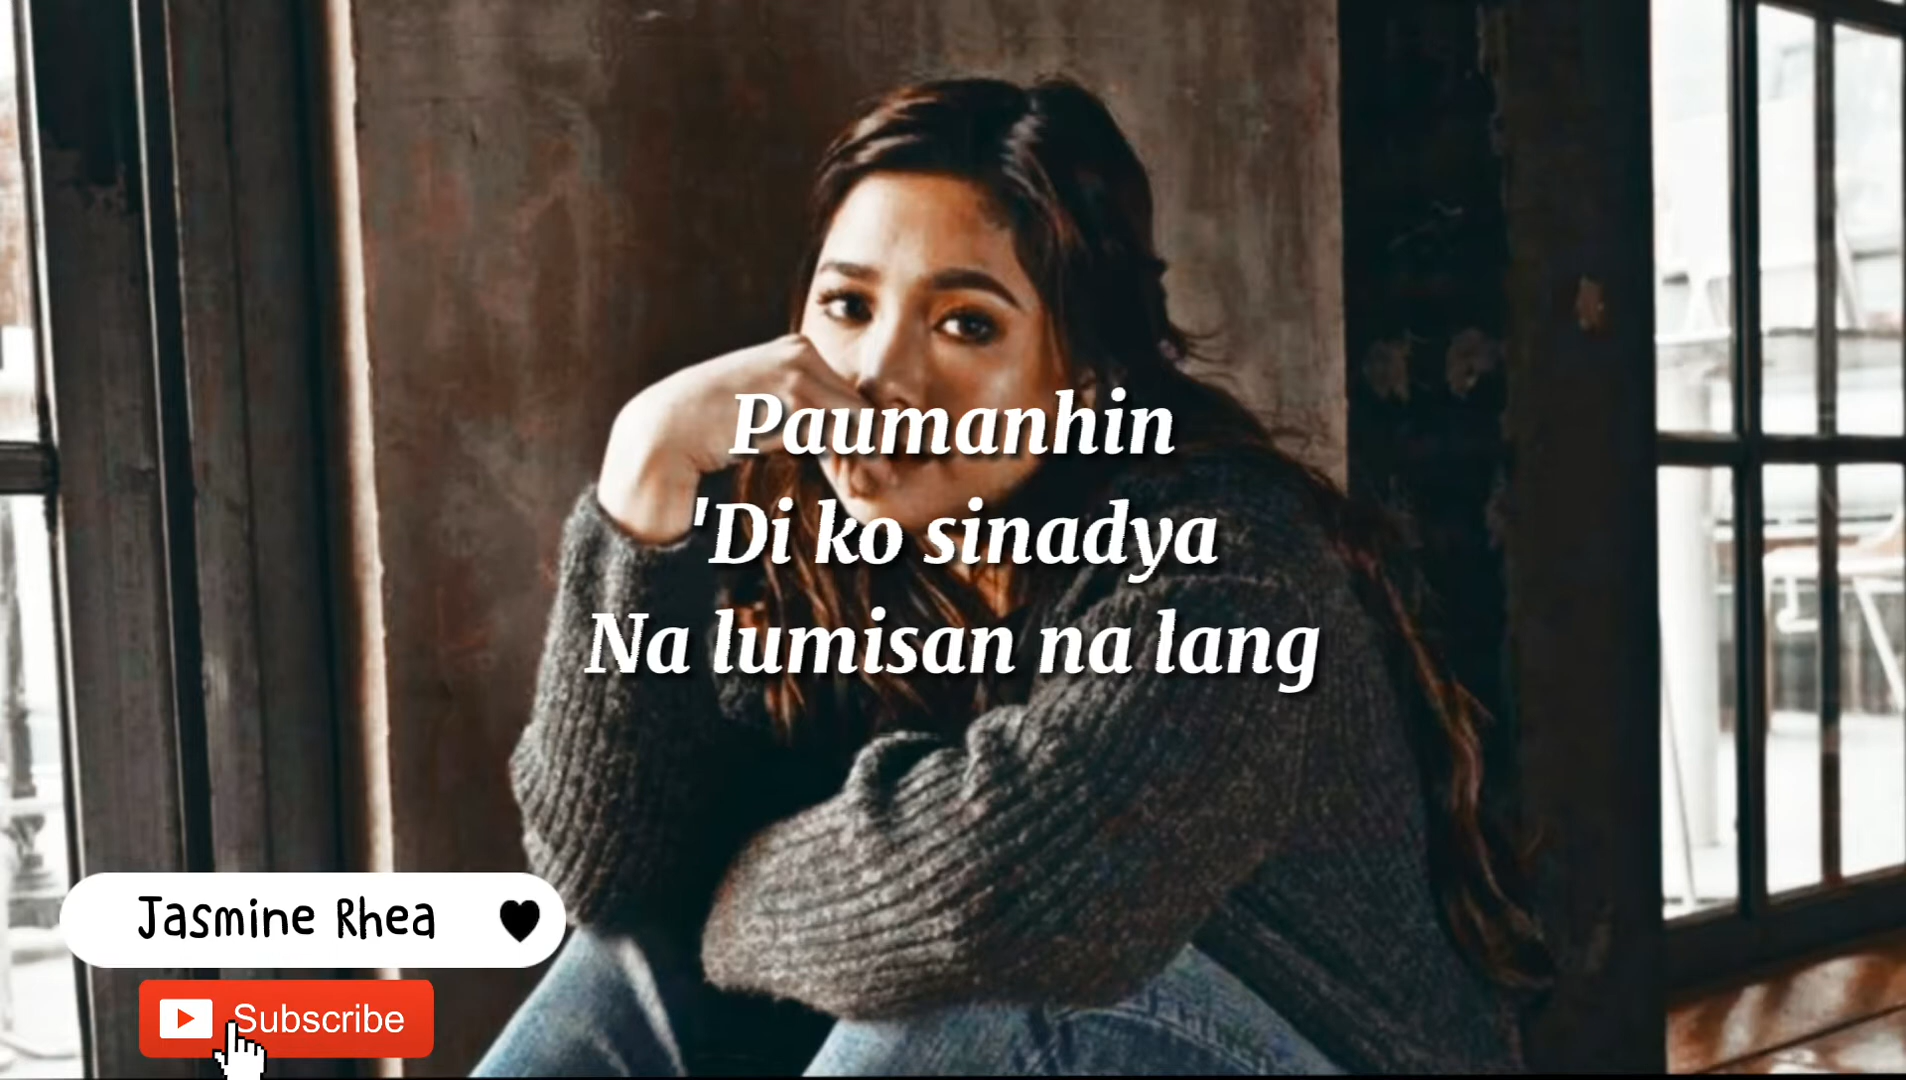 Paumanhin
'Di ko sinadya
Na lumisan na lang
Jasmine Rhea
Subscribe